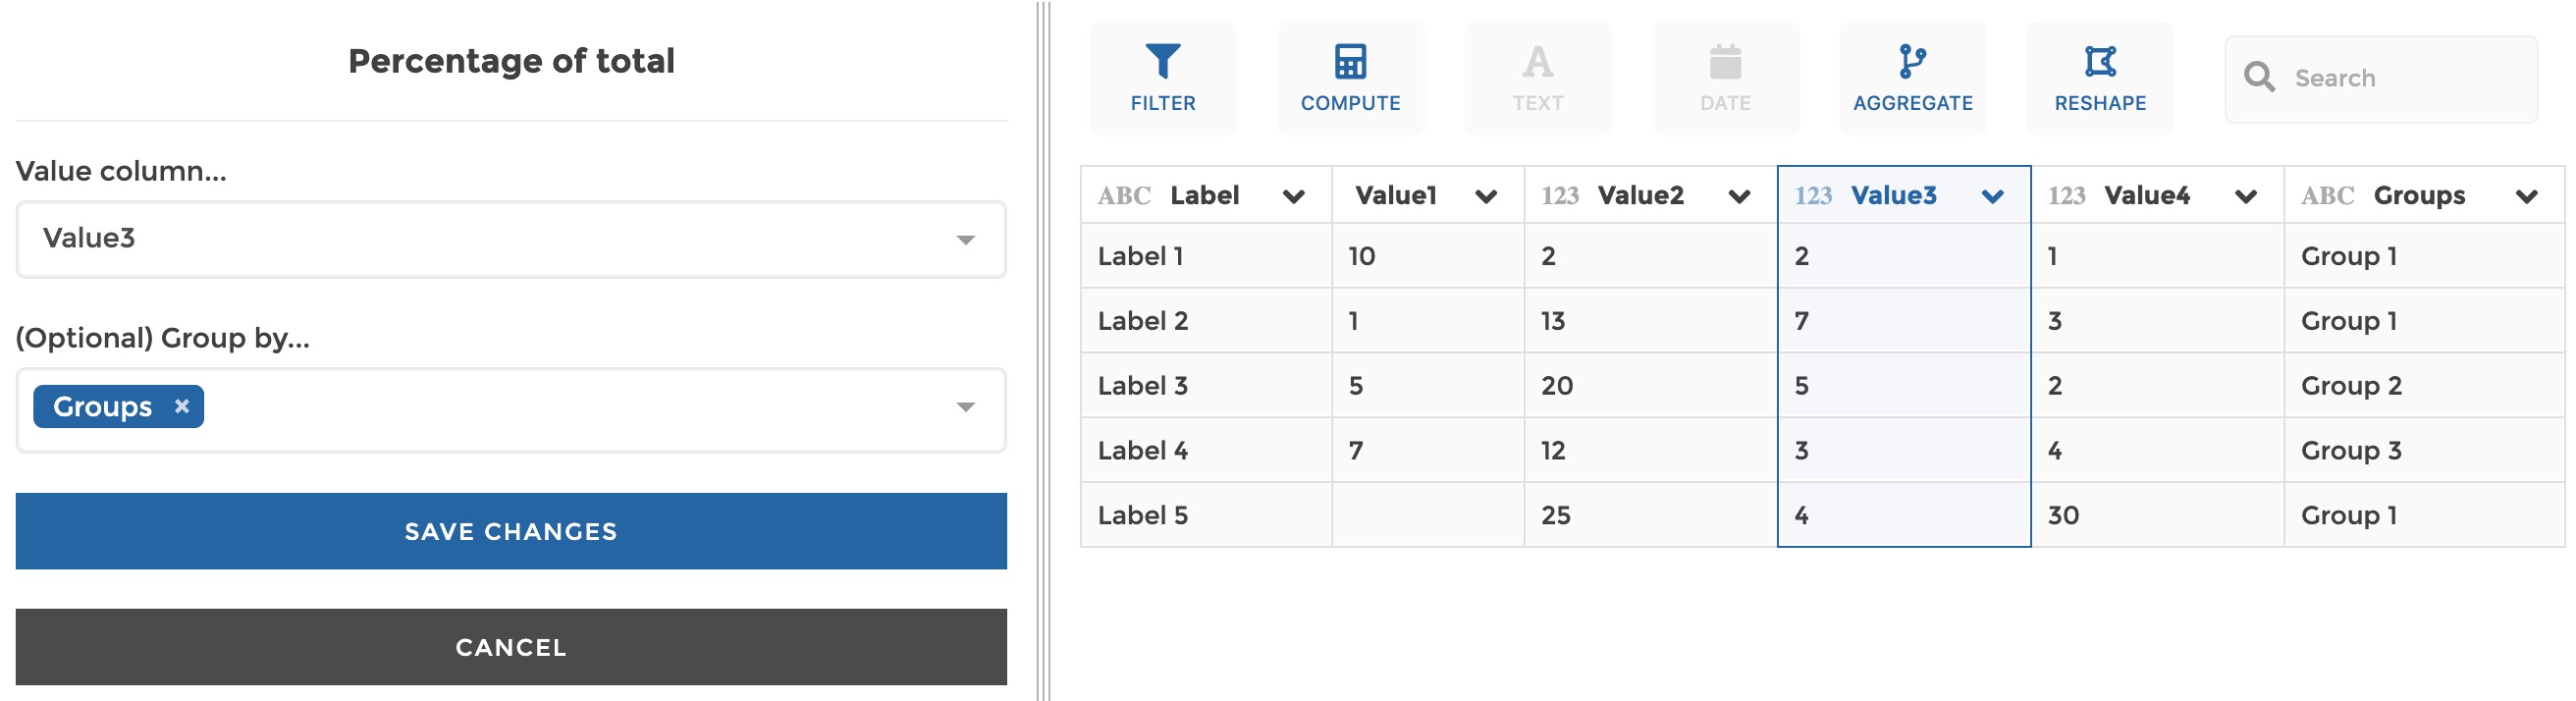 Percentage of total
Value column...
Value3
(Optional) Group by...
Groups ×
SAVE CHANGES
CANCEL
FILTER COMPUTE TEXT DATE AGGREGATE RESHAPE Search
ABC Label Value1 123 Value2 123 Value3 123 Value4 ABC Groups
Label 1 10 2 2 1 Group 1
Label 2 1 13 7 3 Group 1
Label 3 5 20 5 2 Group 2
Label 4 7 12 3 4 Group 3
Label 5 25 4 30 Group 1